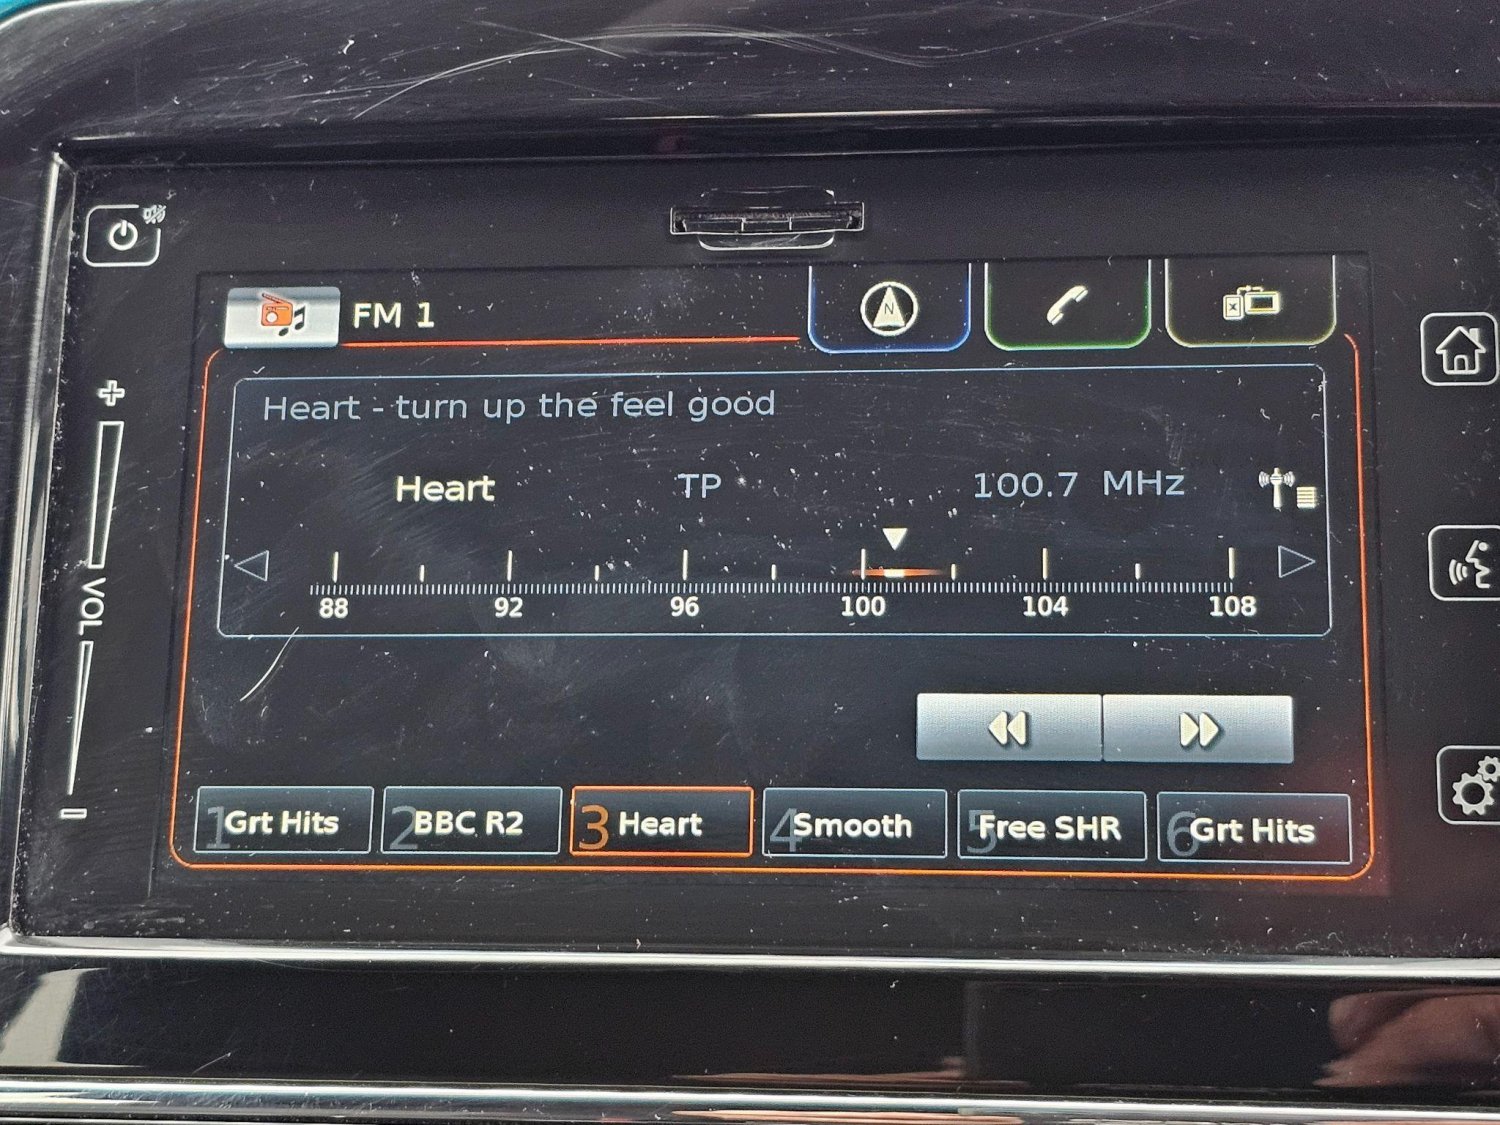 FM 1
N
Heart - turn up the feel good
Heart TP 100.7 MHz
88 92 96 100 104 108
VOL
1 Grt Hits 2 BBC R2 3 Heart 4 Smooth 5 Free SHR 6 Grt Hits